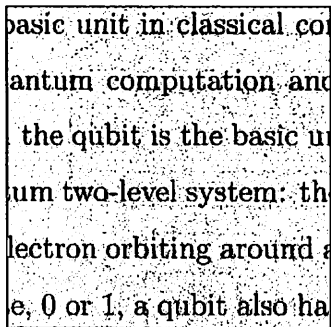 basic unit in classical co
antum computation and
the qubit is the basic u
um two-level system: th
lectron orbiting around a
e, 0 or 1, a qubit also ha